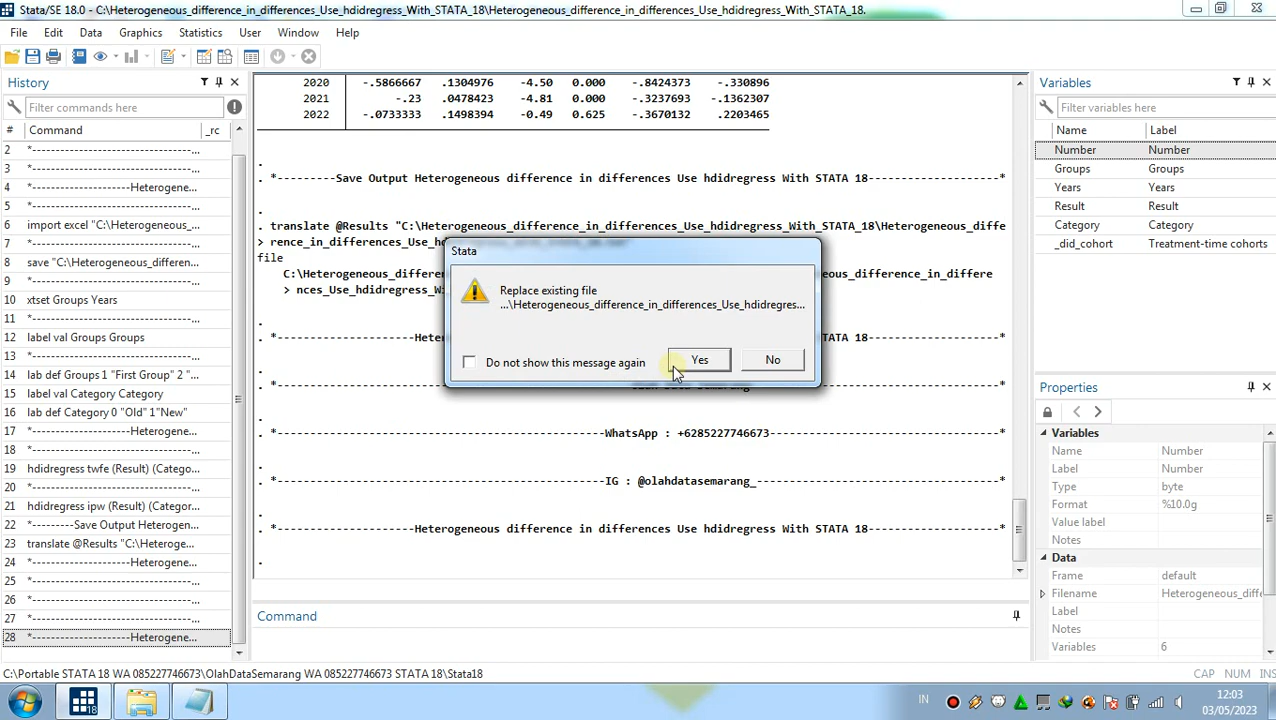 Stata/SE 18.0 - C:\Heterogeneous_difference_in_differences_Use_hdidregress_With_STATA_18\Heterogeneous_difference_in_differences_Use_hdidregress_With_STATA_18.
File Edit Data Graphics Statistics User Window Help
History
Filter commands here
# Command _rc
2 *-----------------------------------...
3 *-----------------------------------...
4 *---------------------Heterogene...
5 *-----------------------------------...
6 import excel "C:\Heterogeneous_...
7 *-----------------------------------...
8 save "C:\Heterogeneous_differen...
9 *-----------------------------------...
10 xtset Groups Years
11 *-----------------------------------...
12 label val Groups Groups
13 *-----------------------------------...
14 lab def Groups 1 "First Group" 2 "...
15 label val Category Category
16 lab def Category 0 "Old" 1"New"
17 *---------------------Heterogene...
18 *-----------------------------------...
19 hdidregress twfe (Result) (Catego...
20 *-----------------------------------...
21 hdidregress ipw (Result) (Catego...
22 *---------Save Output Heterogen...
23 translate @Results "C:\Heteroge...
24 *---------------------Heterogene...
25 *-----------------------------------...
26 *-----------------------------------...
27 *-----------------------------------...
28 *---------------------Heterogene...
2020 -.5866667 .1304976 -4.50 0.000 -.8424373 -.330896
2021 -.23 .0478423 -4.81 0.000 -.3237693 -.1362307
2022 -.0733333 .1498394 -0.49 0.625 -.3670132 .2203465
.
. *---------Save Output Heterogeneous difference in differences Use hdidregress With STATA 18-------------------*
.
. translate @Results "C:\Heterogeneous_difference_in_differences_Use_hdidregress_With_STATA_18\Heterogeneous_diffe
> rence_in_differences_Use_
file
C:\Heterogeneous_diffe
eous_difference_in_differe
> nces_Use_hdidregress_Wi
.
. *---------------------Hete
TATA 18-------------------*
.
.
. *-----------------------------------------------WhatsApp : +6285227746673-----------------------------------*
.
. *-----------------------------------------------IG : @olahdatasemarang_-------------------------------------*
.
. *---------------------Heterogeneous difference in differences Use hdidregress With STATA 18-------------------*
.
Stata
Replace existing file
...\Heterogeneous_difference_in_differences_Use_hdidregres...
Do not show this message again
Yes
No
Command
Variables
Filter variables here
Name Label
Number Number
Groups Groups
Years Years
Result Result
Category Category
_did_cohort Treatment-time cohorts
Properties
Variables
Name Number
Label Number
Type byte
Format %10.0g
Value label
Notes
Data
Frame default
Filename Heterogeneous_diffe
Label
Notes
Variables 6
C:\Portable STATA 18 WA 085227746673\OlahDataSemarang WA 085227746673\Stata18
CAP NUM INS
18
IN
12:03
03/05/2023